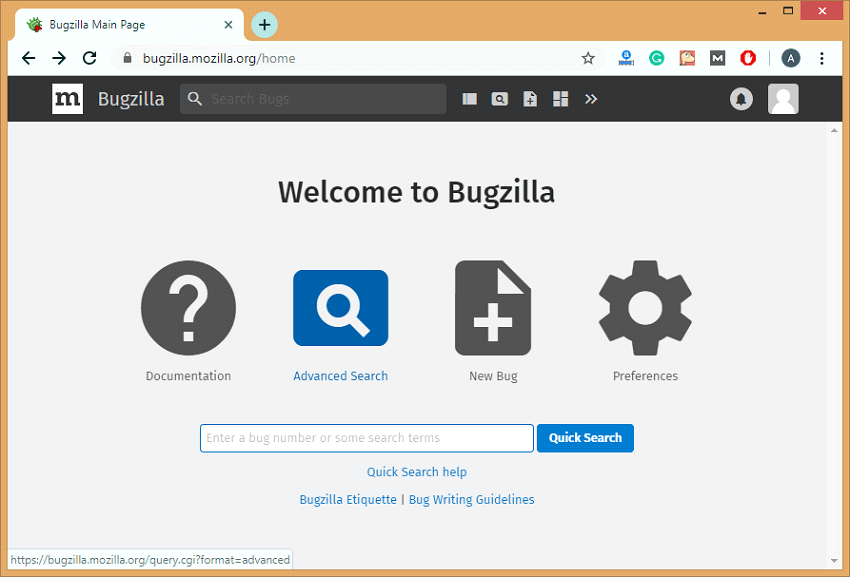 Bugzilla Main Page
bugzilla.mozilla.org/home
A
m Bugzilla Search Bugs
Welcome to Bugzilla
Documentation Advanced Search New Bug Preferences
Enter a bug number or some search terms Quick Search
Quick Search help
Bugzilla Etiquette | Bug Writing Guidelines
https://bugzilla.mozilla.org/query.cgi?format=advanced